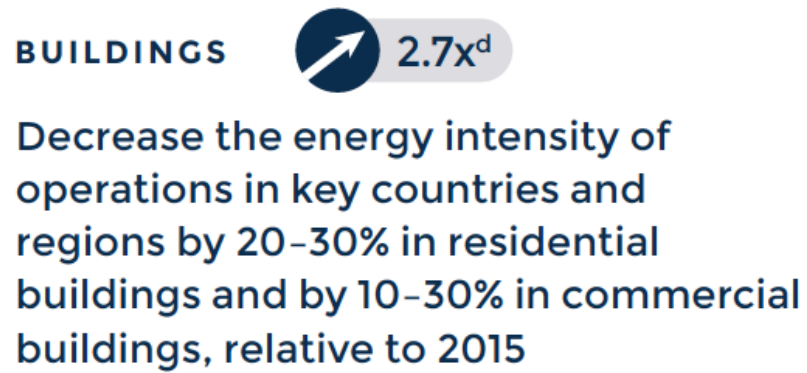 BUILDINGS 2.7xᵈ
Decrease the energy intensity of
operations in key countries and
regions by 20–30% in residential
buildings and by 10–30% in commercial
buildings, relative to 2015